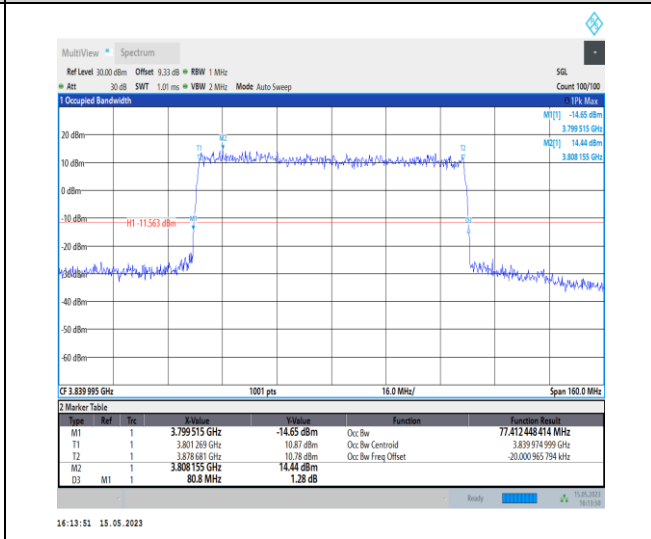 MultiView Spectrum
Ref Level 30.00 dBm Offset 9.33 dB RBW 1 MHz SGL
Att 30 dB SWT 1.01 ms VBW 2 MHz Mode Auto Sweep Count 100/100
1 Occupied Bandwidth 1Pk Max
M1[1] -14.65 dBm
3.799 515 GHz
M2[1] 14.44 dBm
3.808 155 GHz
20 dBm
T1 M2 T2
10 dBm
0 dBm
-10 dBm
H1 -11.563 dBm M1 D3
-20 dBm
-30 dBm
-40 dBm
-50 dBm
-60 dBm
CF 3.839 995 GHz 1001 pts 16.0 MHz/ Span 160.0 MHz
2 Marker Table
Type Ref Trc X-Value Y-Value Function Function Result
M1 1 3.799 515 GHz -14.65 dBm Occ Bw 77.412 448 414 MHz
T1 1 3.801 269 GHz 10.87 dBm Occ Bw Centroid 3.839 974 999 GHz
T2 1 3.878 681 GHz 10.78 dBm Occ Bw Freq Offset -20.000 965 794 kHz
M2 1 3.808 155 GHz 14.44 dBm
D3 M1 1 80.8 MHz 1.28 dB
Ready 15.05.2023
16:13:50
16:13:51 15.05.2023